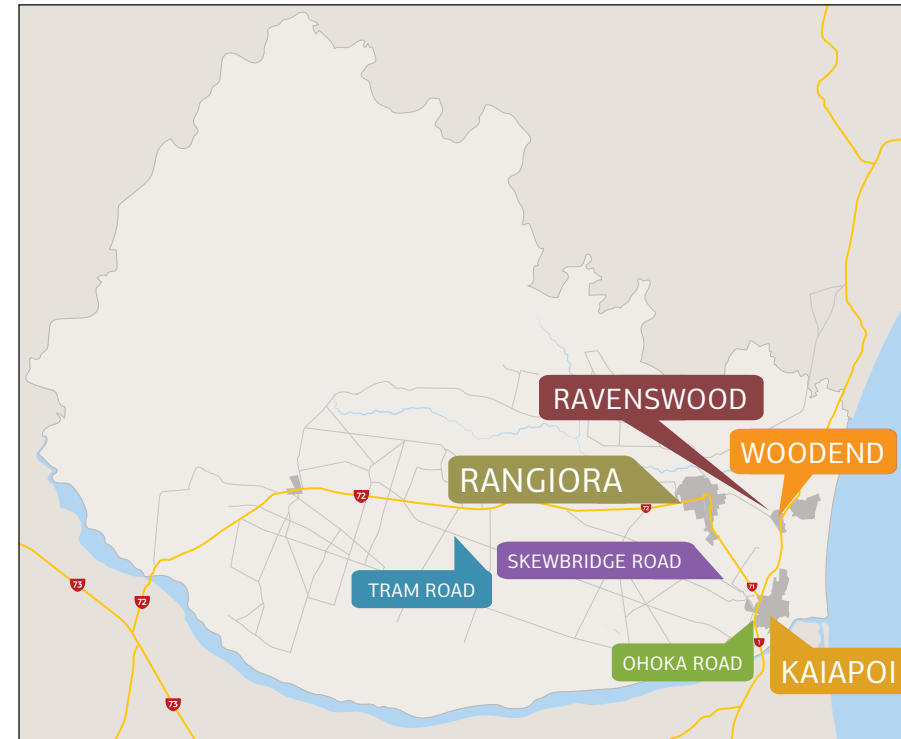 RAVENSWOOD
WOODEND
RANGIORA
72
72
SKEWBRIDGE ROAD
TRAM ROAD
73
71
72
OHOKA ROAD
1
KAIAPOI
73